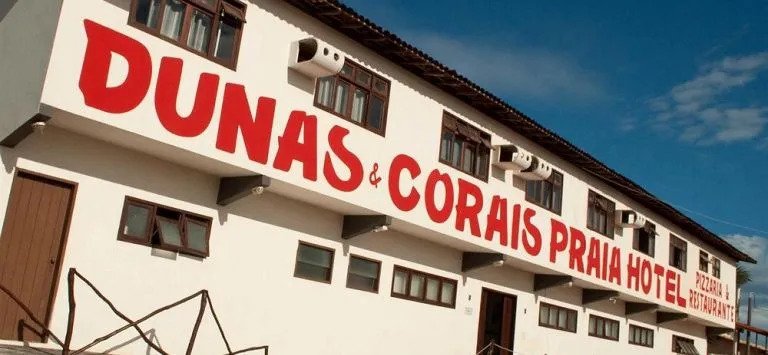 DUNAS & CORAIS PRAIA HOTEL
PIZZARIA &
RESTAURANTE